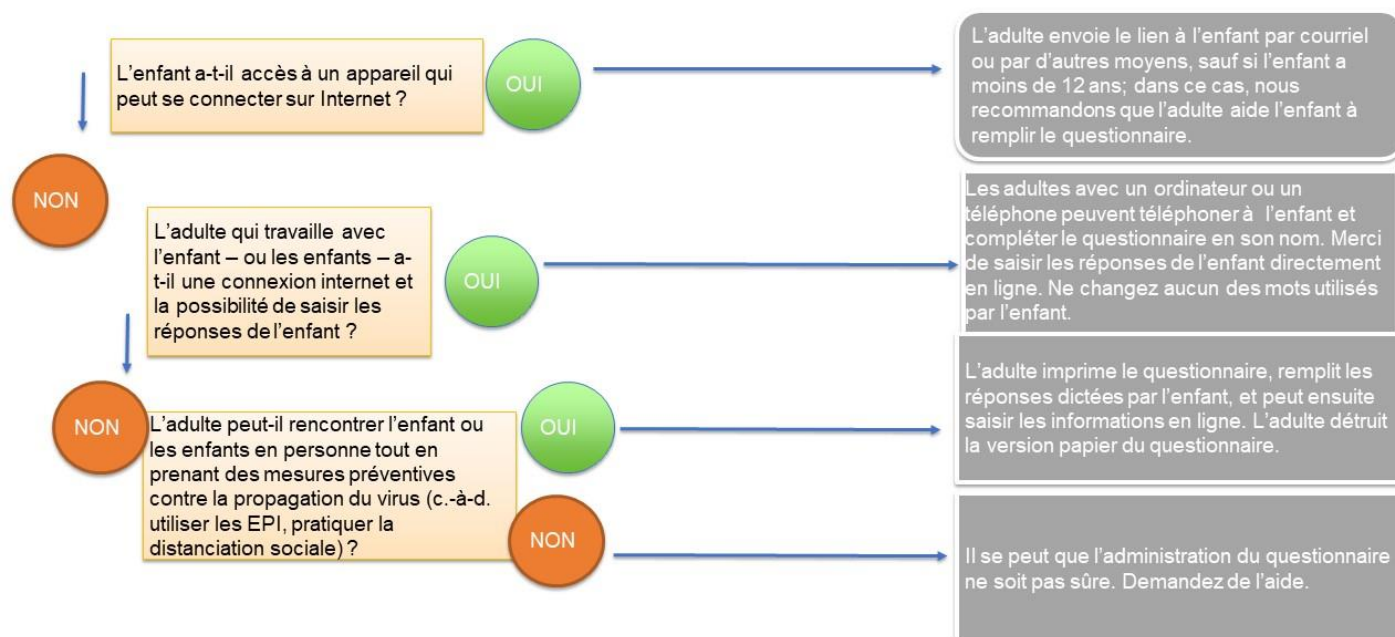 L'enfant a-t-il accès à un appareil qui
peut se connecter sur Internet ?
OUI
L'adulte envoie le lien à l'enfant par courriel
ou par d'autres moyens, sauf si l'enfant a
moins de 12 ans; dans ce cas, nous
recommandons que l'adulte aide l'enfant à
remplir le questionnaire.
NON
L'adulte qui travaille avec
l'enfant – ou les enfants – a-
t-il une connexion internet et
la possibilité de saisir les
réponses de l'enfant ?
OUI
Les adultes avec un ordinateur ou un
téléphone peuvent téléphoner à l'enfant et
compléter le questionnaire en son nom. Merci
de saisir les réponses de l'enfant directement
en ligne. Ne changez aucun des mots utilisés
par l'enfant.
NON
L'adulte peut-il rencontrer l'enfant ou
les enfants en personne tout en
prenant des mesures préventives
contre la propagation du virus (c.-à-d.
utiliser les EPI, pratiquer la
distanciation sociale) ?
OUI
L'adulte imprime le questionnaire, remplit les
réponses dictées par l'enfant, et peut ensuite
saisir les informations en ligne. L'adulte détruit
la version papier du questionnaire.
NON
Il se peut que l'administration du questionnaire
ne soit pas sûre. Demandez de l'aide.